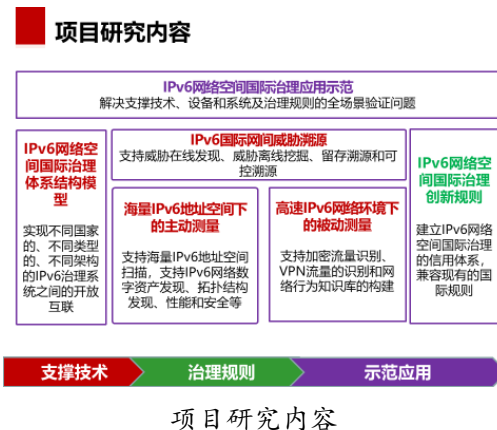 项目研究内容
IPv6网络空间国际治理应用示范
解决支撑技术、设备和系统及治理规则的全场景验证问题
IPv6网络空
间国际治理
体系结构模
型
实现不同国家
的、不同类型
的、不同架构
的IPv6治理系
统之间的开放
互联
IPv6国际网间威胁溯源
支持威胁在线发现、威胁离线挖掘、留存溯源和可
控溯源
海量IPv6地址空间下
的主动测量
支持海量IPv6地址空间
扫描，支持IPv6网络数
字资产发现、拓扑结构
发现、性能和安全等
高速IPv6网络环境下
的被动测量
支持加密流量识别、
VPN流量的识别和网
络行为知识库的构建
IPv6网络空
间国际治理
创新规则
建立IPv6网络
空间国际治理
的信用体系，
兼容现有的国
际规则
支撑技术
治理规则
示范应用
项目研究内容